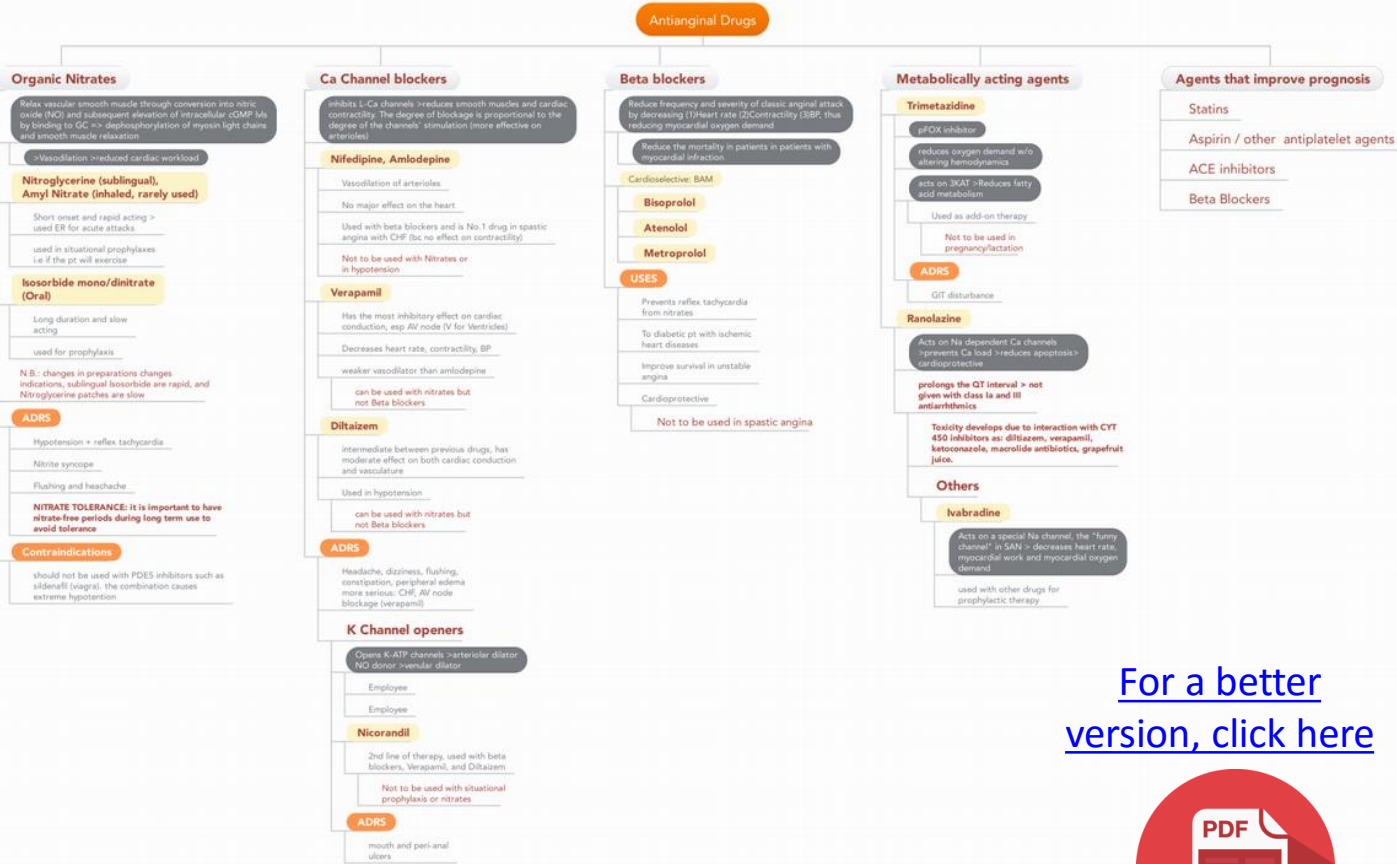 Antianginal Drugs
Organic Nitrates
Relax vascular smooth muscle through conversion into nitric
oxide (NO) and subsequent elevation of intracellular cGMP lvls
by binding to GC => dephosphorylation of myosin light chains
and smooth muscle relaxation
>Vasodilation >reduced cardiac workload
Nitroglycerine (sublingual),
Amyl Nitrate (inhaled, rarely used)
Short onset and rapid acting >
used ER for acute attacks
used in situational prophylaxes
i.e if the pt will exercise
Isosorbide mono/dinitrate
(Oral)
Long duration and slow
acting
used for prophylaxis
N.B.: changes in preparations changes
indications, sublingual Isosorbide are rapid, and
Nitroglycerine patches are slow
ADRS
Hypotension + reflex tachycardia
Nitrite syncope
Flushing and heachache
NITRATE TOLERANCE: it is important to have
nitrate-free periods during long term use to
avoid tolerance
Contraindications
should not be used with PDE5 inhibitors such as
sildenafil (viagra). the combination causes
extreme hypotention
Ca Channel blockers
inhibits L-Ca channels >reduces smooth muscles and cardiac
contractility. The degree of blockage is proportional to the
degree of the channels' stimulation (more effective on
arterioles)
Nifedipine, Amlodepine
Vasodilation of arterioles
No major effect on the heart
Used with beta blockers and is No.1 drug in spastic
angina with CHF (bc no effect on contractility)
Not to be used with Nitrates or
in hypotension
Verapamil
Has the most inhibitory effect on cardiac
conduction, esp AV node (V for Ventricles)
Decreases heart rate, contractility, BP
weaker vasodilator than amlodepine
can be used with nitrates but
not Beta blockers
Diltaizem
intermediate between previous drugs, has
moderate effect on both cardiac conduction
and vasculature
Used in hypotension
can be used with nitrates but
not Beta blockers
ADRS
Headache, dizziness, flushing,
constipation, peripheral edema
more serious: CHF, AV node
blockage (verapamil)
K Channel openers
Opens K-ATP channels >arteriolar dilator
NO donor >venular dilator
Employee
Employee
Nicorandil
2nd line of therapy, used with beta
blockers, Verapamil, and Diltaizem
Not to be used with situational
prophylaxis or nitrates
ADRS
mouth and peri-anal
ulcers
Beta blockers
Reduce frequency and severity of classic anginal attack
by decreasing (1)Heart rate (2)Contractility (3)BP, thus
reducing myocardial oxygen demand
Reduce the mortality in patients in patients with
myocardial infraction
Cardioselective: BAM
Bisoprolol
Atenolol
Metroprolol
USES
Prevents reflex tachycardia
from nitrates
To diabetic pt with ischemic
heart diseases
Improve survival in unstable
angina
Cardioprotective
Not to be used in spastic angina
Metabolically acting agents
Trimetazidine
pFOX inhibitor
reduces oxygen demand w/o
altering hemodynamics
acts on 3KAT >Reduces fatty
acid metabolism
Used as add-on therapy
Not to be used in
pregnancy/lactation
ADRS
GIT disturbance
Ranolazine
Acts on Na dependent Ca channels
>prevents Ca load >reduces apoptosis>
cardioprotective
prolongs the QT interval > not
given with class Ia and III
antiarrhthmics
Toxicity develops due to interaction with CYT
450 inhibitors as: diltiazem, verapamil,
ketoconazole, macrolide antibiotics, grapefruit
juice.
Others
Ivabradine
Acts on a special Na channel, the "funny
channel" in SAN > decreases heart rate,
myocardial work and myocardial oxygen
demand
used with other drugs for
prophylactic therapy
Agents that improve prognosis
Statins
Aspirin / other antiplatelet agents
ACE inhibitors
Beta Blockers
For a better
version, click here
PDF